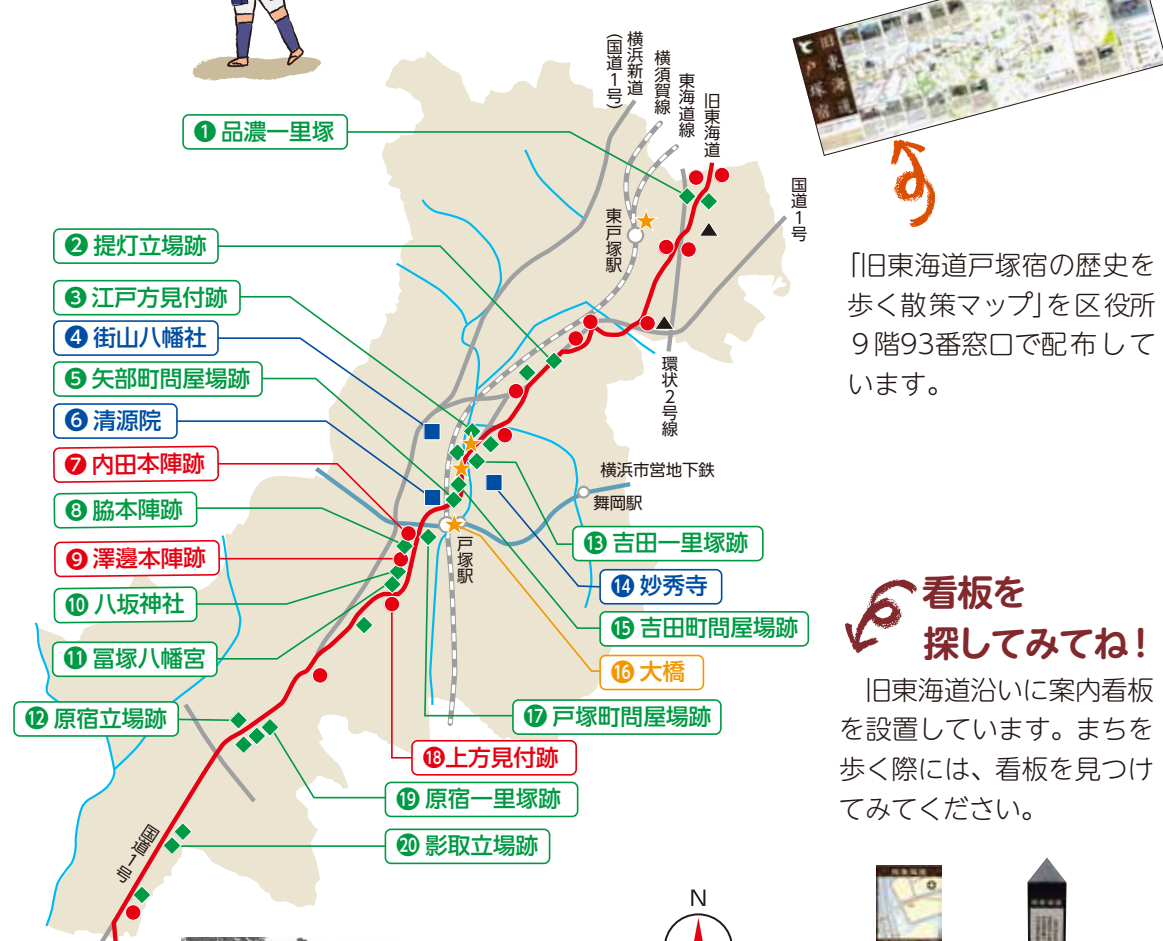 横浜新道
(国道1号)
横須賀線
東海道線
旧東海道
国道1号
東戸塚駅
環状2号線
横浜市営地下鉄
舞岡駅
戸塚駅
国道1号
❶ 品濃一里塚
❷ 提灯立場跡
❸ 江戸方見付跡
❹ 街山八幡社
❺ 矢部町問屋場跡
❻ 清源院
❼ 内田本陣跡
❽ 脇本陣跡
❾ 澤邊本陣跡
❿ 八坂神社
⓫ 冨塚八幡宮
⓬ 原宿立場跡
⓭ 吉田一里塚跡
⓮ 妙秀寺
⓯ 吉田町問屋場跡
⓰ 大橋
⓱ 戸塚町問屋場跡
⓲ 上方見付跡
⓳ 原宿一里塚跡
⓴ 影取立場跡
N
旧東海道
戸塚宿
「旧東海道戸塚宿の歴史を
歩く散策マップ」を区役所
9階93番窓口で配布して
います。
看板を
探してみてね!
旧東海道沿いに案内看板
を設置しています。まちを
歩く際には、看板を見つけ
てみてください。